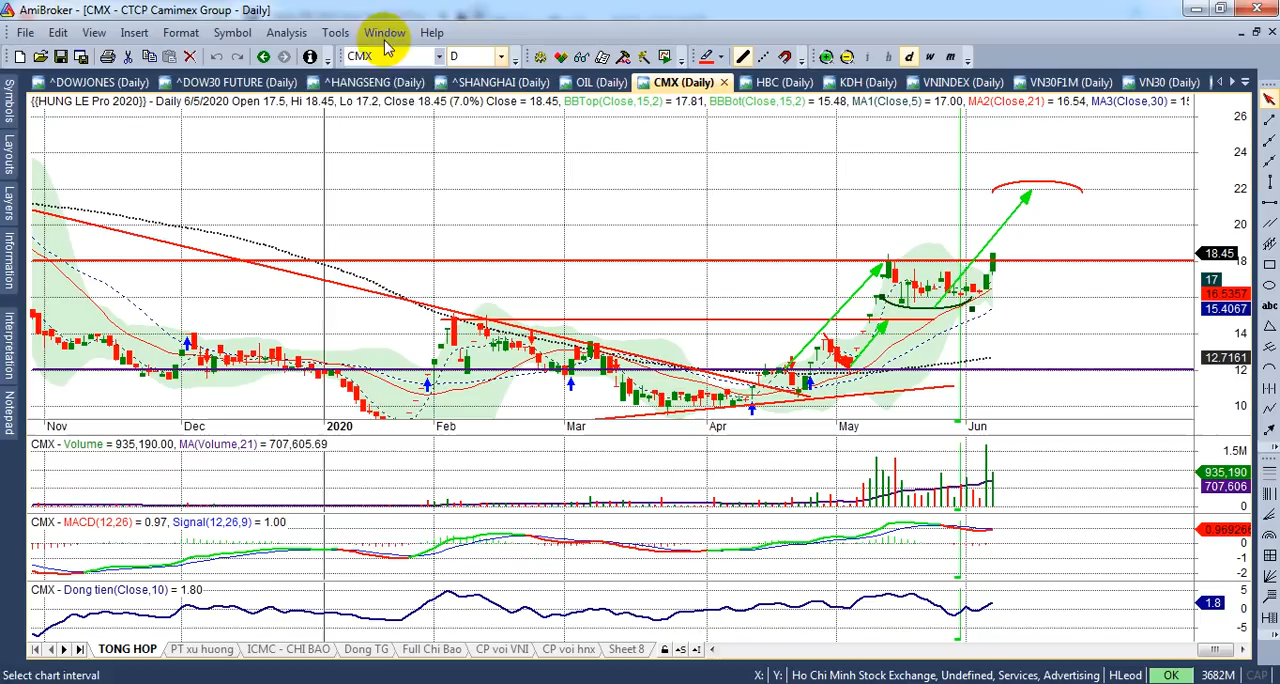 AmiBroker - [CMX - CTCP Camimex Group - Daily]
File Edit View Insert Format Symbol Analysis Tools Window Help
CMX D i h d w m
^DOWJONES (Daily) ^DOW30 FUTURE (Daily) ^HANGSENG (Daily) ^SHANGHAI (Daily) OIL (Daily) CMX (Daily) HBC (Daily) KDH (Daily) VNINDEX (Daily) VN30F1M (Daily) VN30 (Daily)
{{HUNG LE Pro 2020}} - Daily 6/5/2020 Open 17.5, Hi 18.45, Lo 17.2, Close 18.45 (7.0%) Close = 18.45, BBTop(Close,15,2) = 17.81, BBBot(Close,15,2) = 15.48, MA1(Close,5) = 17.00, MA2(Close,21) = 16.54, MA3(Close,30) = 15
Symbols
Layouts
Layers
Information
Interpretation
Notepad
abc
26
24
22
20
18.45
18
17
16.5357
15.4067
14
12.7161
12
10
Nov Dec 2020 Feb Mar Apr May Jun
CMX - Volume = 935,190.00, MA(Volume,21) = 707,605.69
1.5M
935,190
707,606
0
CMX - MACD(12,26) = 0.97, Signal(12,26,9) = 1.00
0.96926
0
-1
-2
CMX - Dong tien(Close,10) = 1.80
5
1.8
0
-5
TONG HOP PT xu huong ICMC - CHI BAO Dong TG Full Chi Bao CP voi VNI CP voi hnx Sheet 8
Select chart interval X: Y: Ho Chi Minh Stock Exchange, Undefined, Services, Advertising HLeod OK 3682M CAP